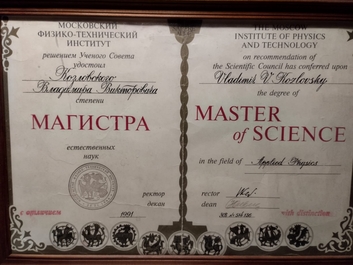 МОСКОВСКИЙ
ФИЗИКО-ТЕХНИЧЕСКИЙ
ИНСТИТУТ
решением Ученого Совета
удостоил
Козловского
Владимира Викторовича
степени
МАГИСТРА
естественных
наук
ректор
декан
с отличием
1991
THE MOSCOW
INSTITUTE OF PHYSICS
AND TECHNOLOGY
on recommendation of
the Scientific Council has conferred upon
Vladimir V. Kozlovsky
the degree of
MASTER
of SCIENCE
in the field of Applied Physics
rector
dean
with distinction